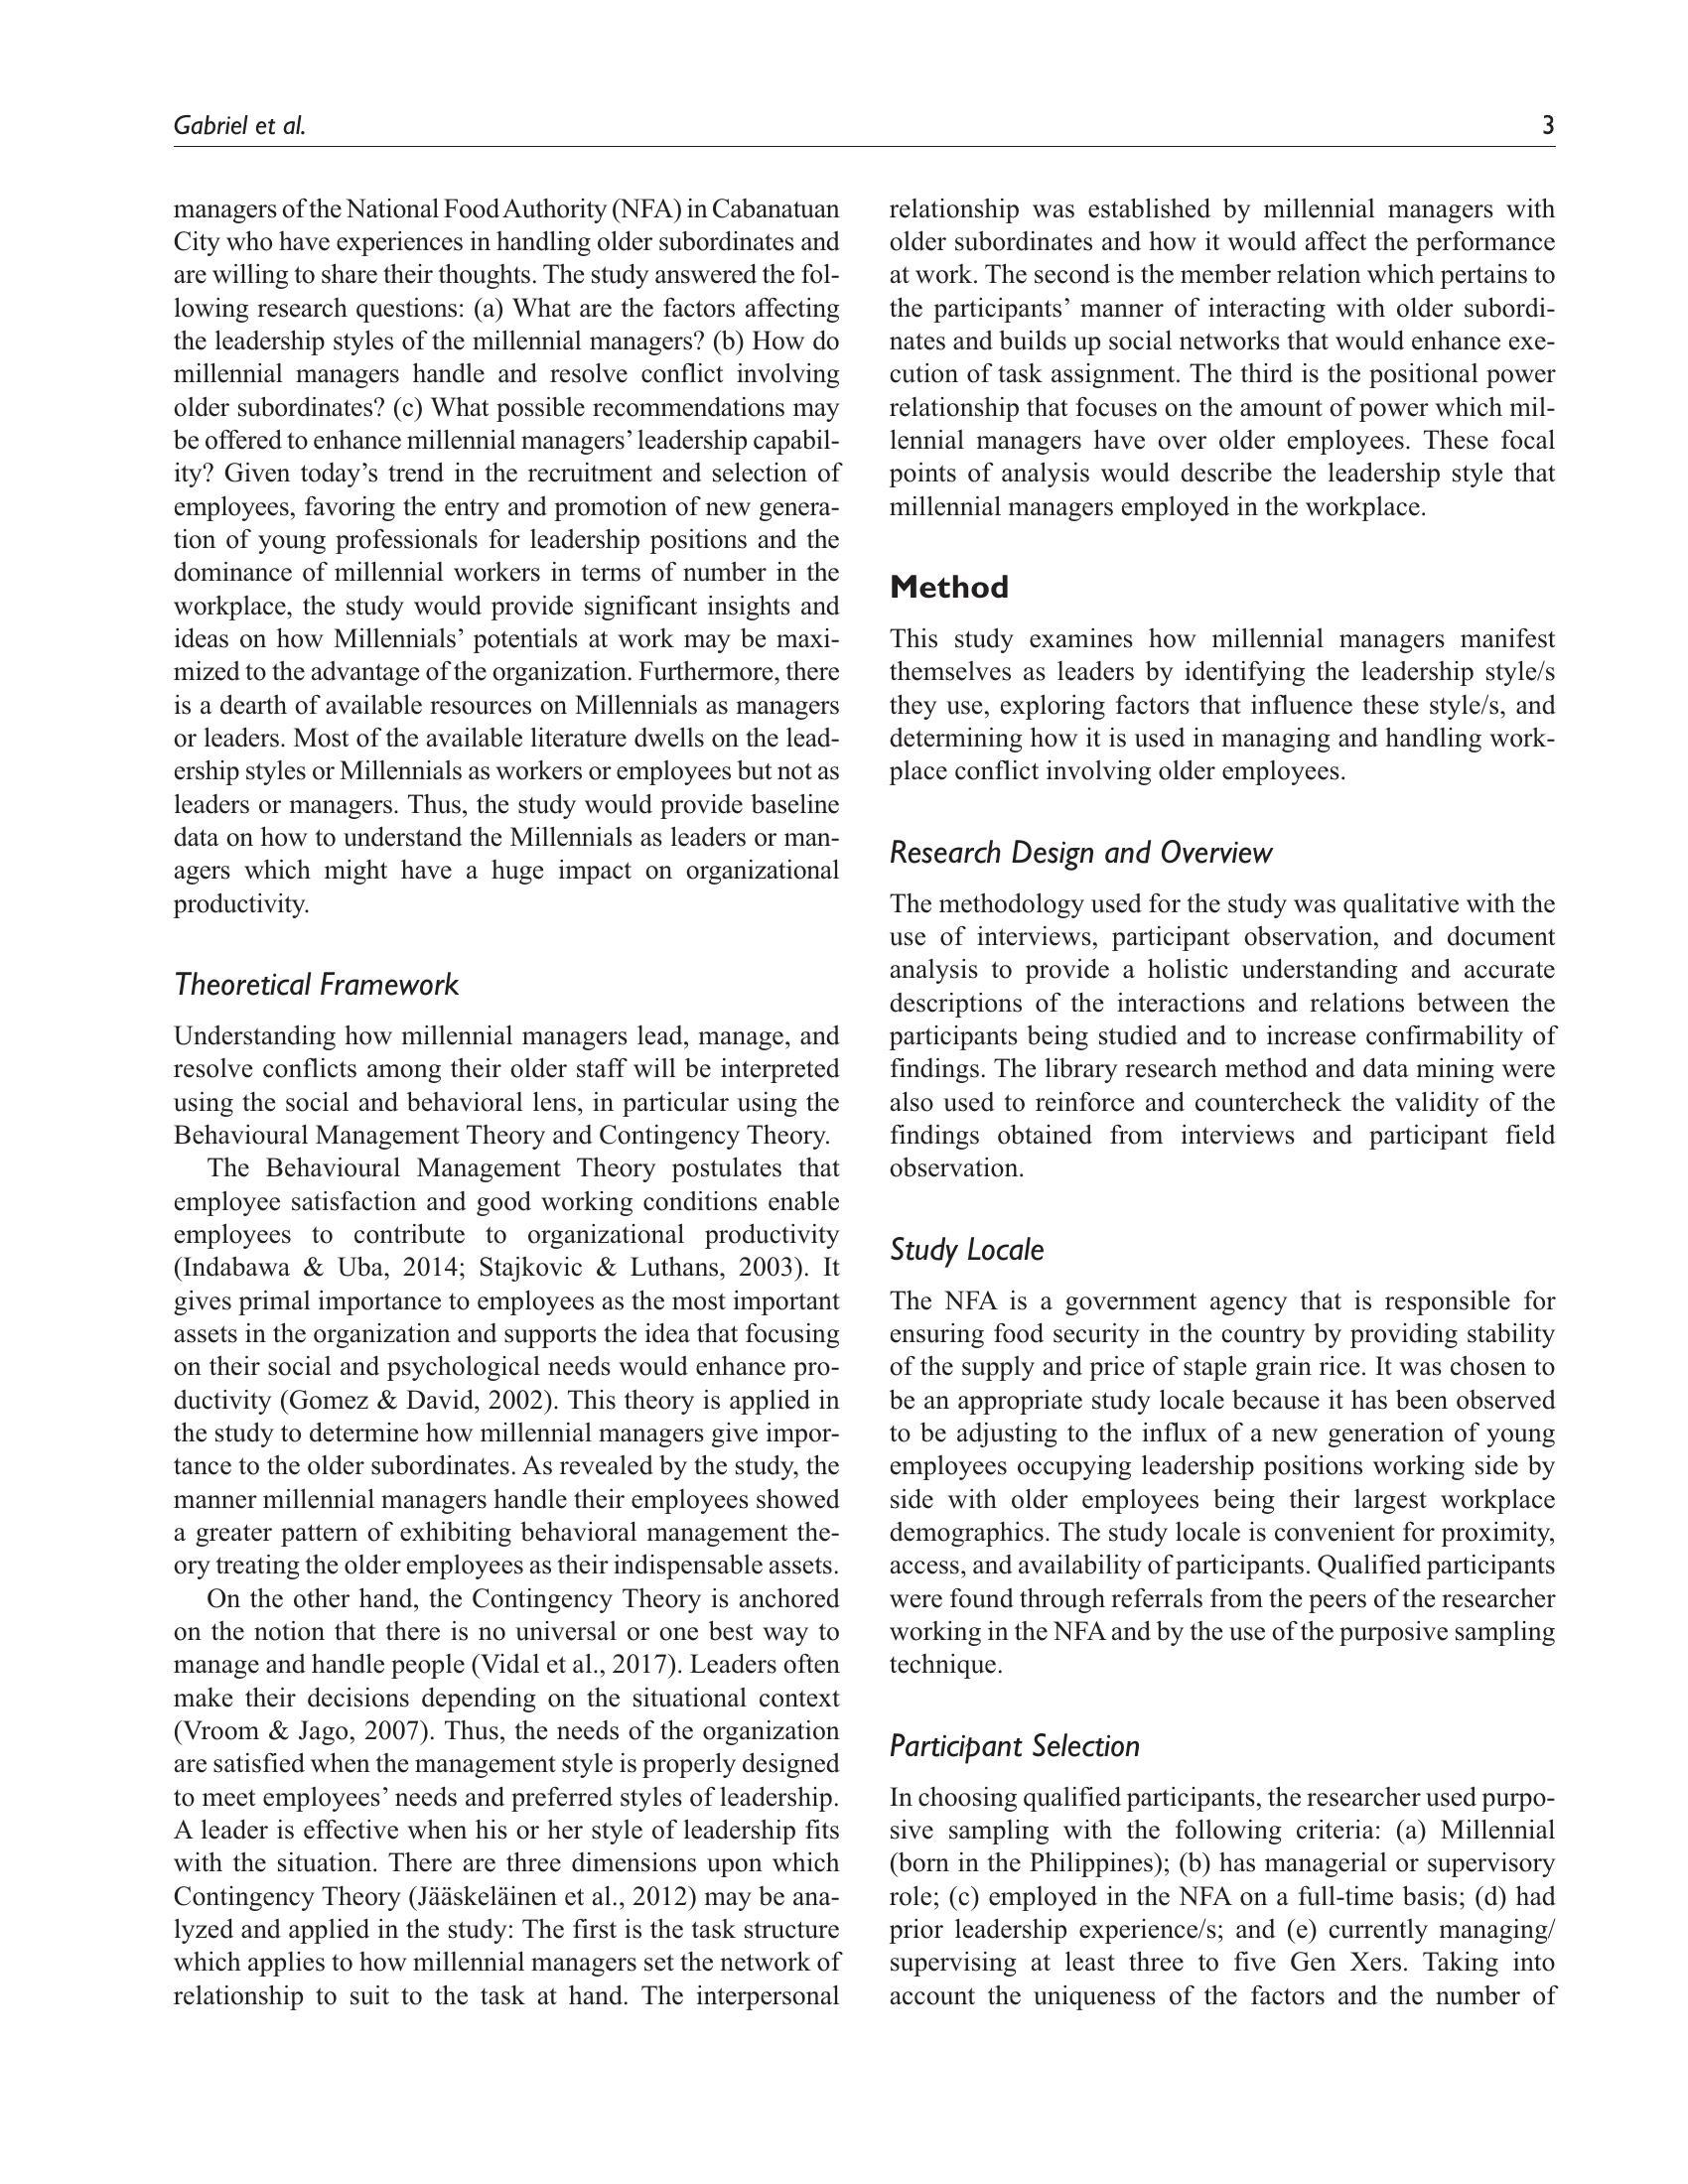 Gabriel et al.
3
managers of the National Food Authority (NFA) in Cabanatuan
City who have experiences in handling older subordinates and
are willing to share their thoughts. The study answered the fol-
lowing research questions: (a) What are the factors affecting
the leadership styles of the millennial managers? (b) How do
millennial managers handle and resolve conflict involving
older subordinates? (c) What possible recommendations may
be offered to enhance millennial managers’ leadership capabil-
ity? Given today’s trend in the recruitment and selection of
employees, favoring the entry and promotion of new genera-
tion of young professionals for leadership positions and the
dominance of millennial workers in terms of number in the
workplace, the study would provide significant insights and
ideas on how Millennials’ potentials at work may be maxi-
mized to the advantage of the organization. Furthermore, there
is a dearth of available resources on Millennials as managers
or leaders. Most of the available literature dwells on the lead-
ership styles or Millennials as workers or employees but not as
leaders or managers. Thus, the study would provide baseline
data on how to understand the Millennials as leaders or man-
agers which might have a huge impact on organizational
productivity.
Theoretical Framework
Understanding how millennial managers lead, manage, and
resolve conflicts among their older staff will be interpreted
using the social and behavioral lens, in particular using the
Behavioural Management Theory and Contingency Theory.
The Behavioural Management Theory postulates that
employee satisfaction and good working conditions enable
employees to contribute to organizational productivity
(Indabawa & Uba, 2014; Stajkovic & Luthans, 2003). It
gives primal importance to employees as the most important
assets in the organization and supports the idea that focusing
on their social and psychological needs would enhance pro-
ductivity (Gomez & David, 2002). This theory is applied in
the study to determine how millennial managers give impor-
tance to the older subordinates. As revealed by the study, the
manner millennial managers handle their employees showed
a greater pattern of exhibiting behavioral management the-
ory treating the older employees as their indispensable assets.
On the other hand, the Contingency Theory is anchored
on the notion that there is no universal or one best way to
manage and handle people (Vidal et al., 2017). Leaders often
make their decisions depending on the situational context
(Vroom & Jago, 2007). Thus, the needs of the organization
are satisfied when the management style is properly designed
to meet employees’ needs and preferred styles of leadership.
A leader is effective when his or her style of leadership fits
with the situation. There are three dimensions upon which
Contingency Theory (Jääskeläinen et al., 2012) may be ana-
lyzed and applied in the study: The first is the task structure
which applies to how millennial managers set the network of
relationship to suit to the task at hand. The interpersonal
relationship was established by millennial managers with
older subordinates and how it would affect the performance
at work. The second is the member relation which pertains to
the participants’ manner of interacting with older subordi-
nates and builds up social networks that would enhance exe-
cution of task assignment. The third is the positional power
relationship that focuses on the amount of power which mil-
lennial managers have over older employees. These focal
points of analysis would describe the leadership style that
millennial managers employed in the workplace.
Method
This study examines how millennial managers manifest
themselves as leaders by identifying the leadership style/s
they use, exploring factors that influence these style/s, and
determining how it is used in managing and handling work-
place conflict involving older employees.
Research Design and Overview
The methodology used for the study was qualitative with the
use of interviews, participant observation, and document
analysis to provide a holistic understanding and accurate
descriptions of the interactions and relations between the
participants being studied and to increase confirmability of
findings. The library research method and data mining were
also used to reinforce and countercheck the validity of the
findings obtained from interviews and participant field
observation.
Study Locale
The NFA is a government agency that is responsible for
ensuring food security in the country by providing stability
of the supply and price of staple grain rice. It was chosen to
be an appropriate study locale because it has been observed
to be adjusting to the influx of a new generation of young
employees occupying leadership positions working side by
side with older employees being their largest workplace
demographics. The study locale is convenient for proximity,
access, and availability of participants. Qualified participants
were found through referrals from the peers of the researcher
working in the NFA and by the use of the purposive sampling
technique.
Participant Selection
In choosing qualified participants, the researcher used purpo-
sive sampling with the following criteria: (a) Millennial
(born in the Philippines); (b) has managerial or supervisory
role; (c) employed in the NFA on a full-time basis; (d) had
prior leadership experience/s; and (e) currently managing/
supervising at least three to five Gen Xers. Taking into
account the uniqueness of the factors and the number of